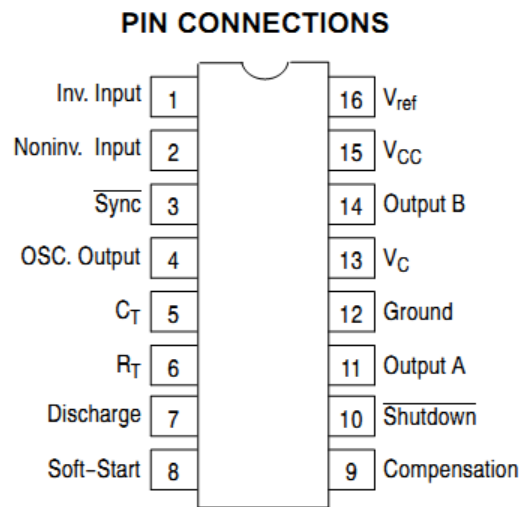 PIN CONNECTIONS
Inv. Input 1 16 Vref
Noninv. Input 2 15 VCC
Sync 3 14 Output B
OSC. Output 4 13 VC
CT 5 12 Ground
RT 6 11 Output A
Discharge 7 10 Shutdown
Soft-Start 8 9 Compensation